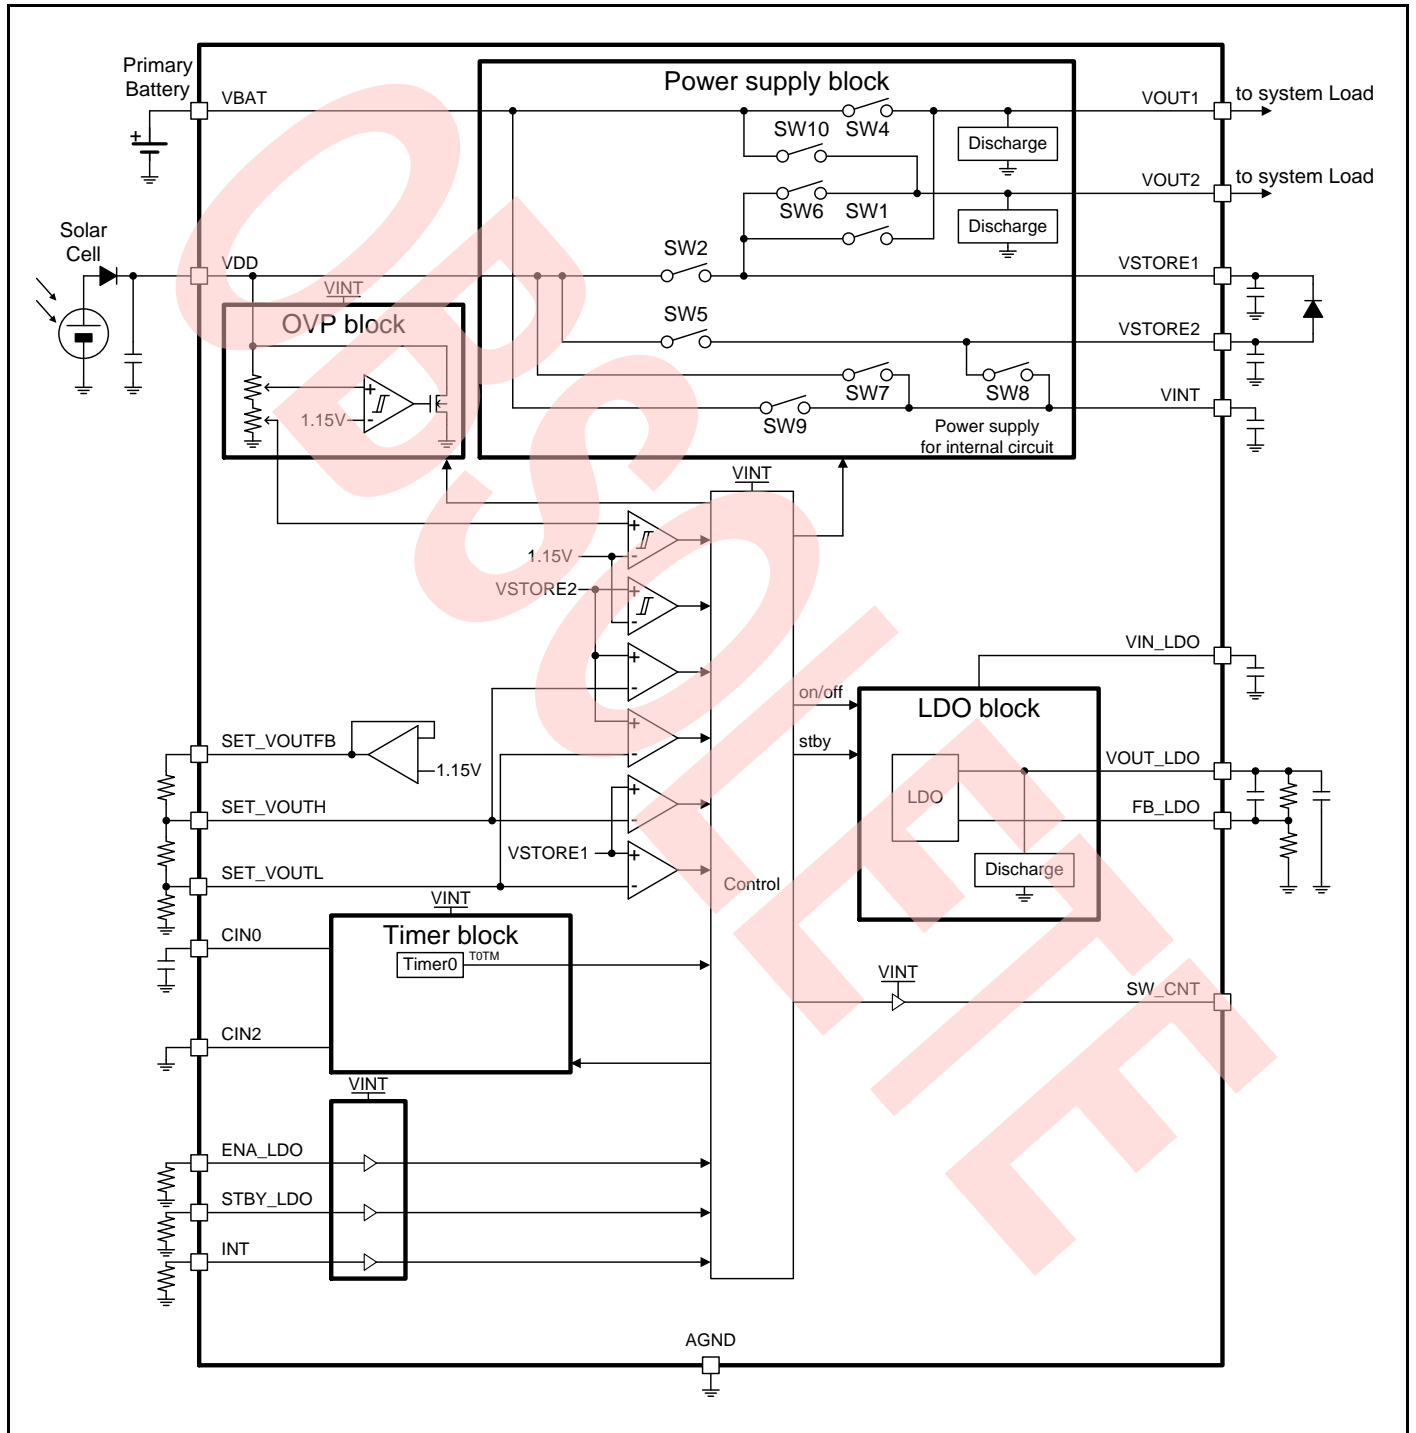 Primary
Battery
VBAT
Power supply block
VOUT1
to system Load
SW10
SW4
Discharge
VOUT2
to system Load
SW6
SW1
Discharge
Solar
Cell
VDD
SW2
VSTORE1
VINT
OVP block
SW5
VSTORE2
SW7
SW8
VINT
+
-
1.15V
SW9
Power supply
for internal circuit
VINT
+
-
1.15V
VSTORE2
+
-
+
-
VIN_LDO
on/off
LDO block
+
-
SET_VOUTFB
stby
VOUT_LDO
1.15V
LDO
SET_VOUTH
+
-
FB_LDO
VSTORE1
+
-
SET_VOUTL
Control
Discharge
VINT
CIN0
Timer block
Timer0
T0TM
VINT
SW_CNT
CIN2
VINT
ENA_LDO
STBY_LDO
INT
AGND
+
OBSOLETE